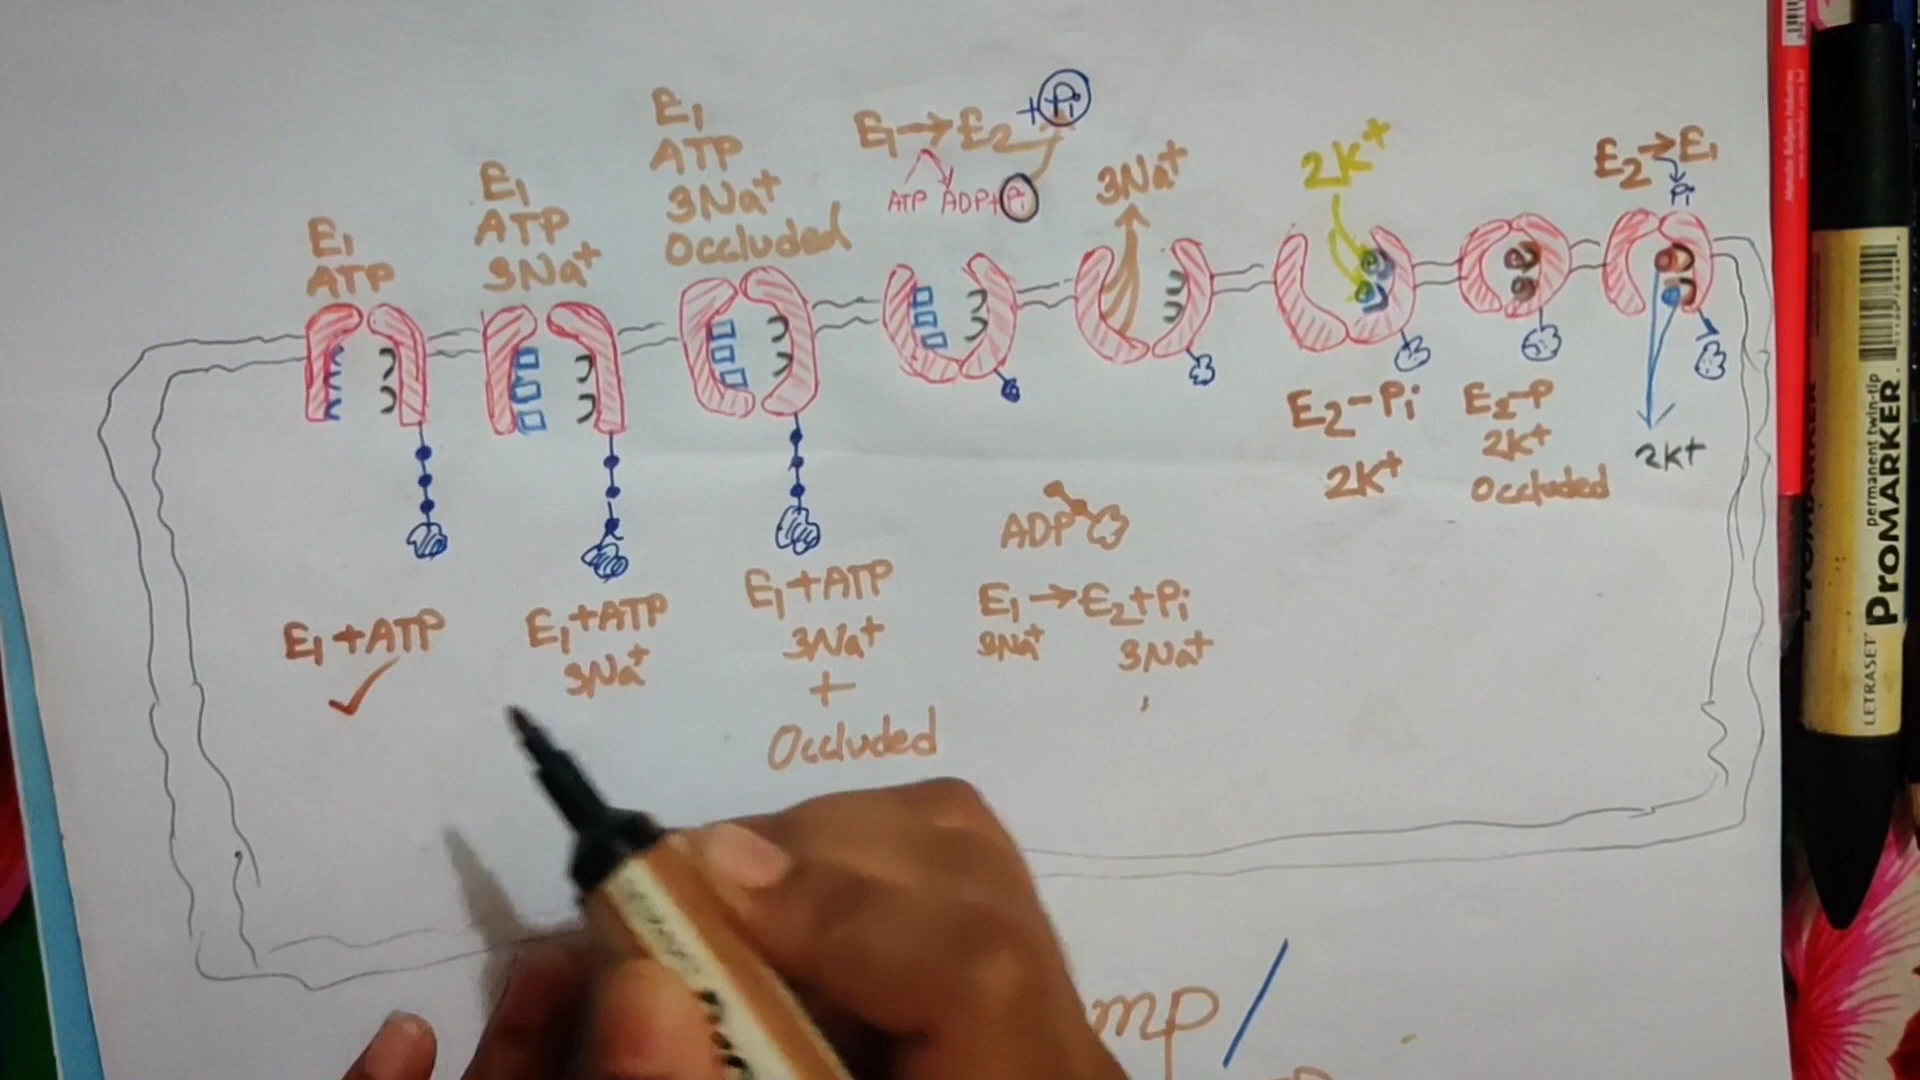 E1
ATP
E1
ATP
3Na+
E1
ATP
3Na+
Occluded
E1→E2 + Pi
ATP ADP+Pi
3Na+
2K+
E2→E1
Pi
E2-Pi
2K+
E2-P
2K+
Occluded
2K+
ADP
E1+ATP
E1+ATP
3Na+
E1+ATP
3Na+
+
Occluded
E1→E2+Pi
3Na+ 3Na+
mp/
LETRASET PROMARKER
permanent twin-tip